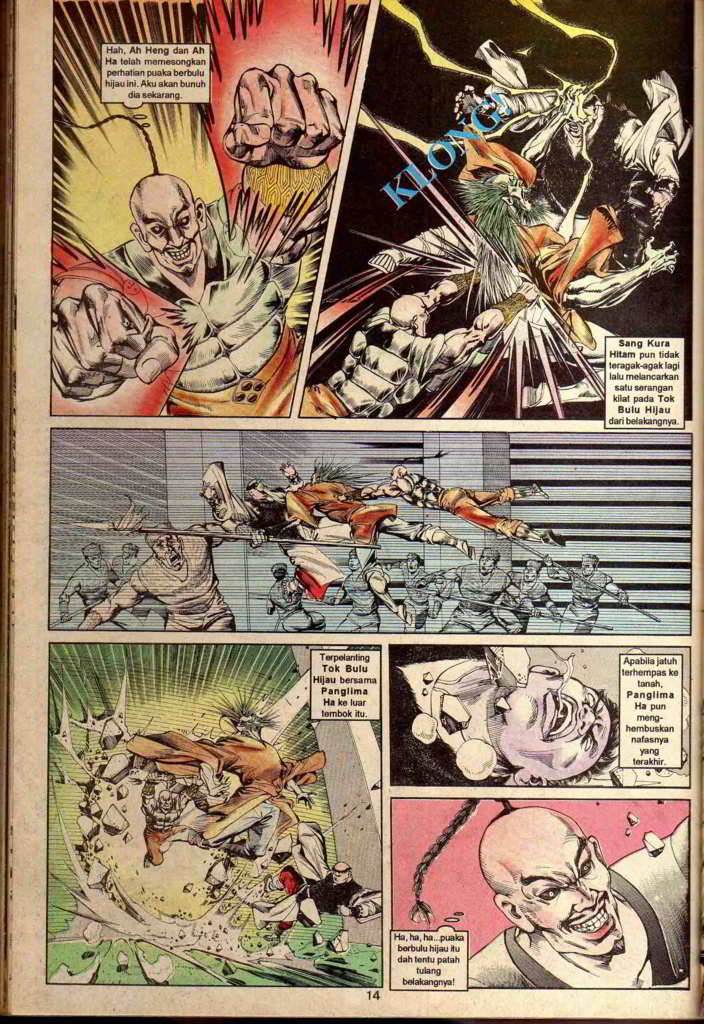 Hah, Ah Heng dan Ah
Ha telah memesongkan
perhatian puaka berbulu
hijau ini. Aku akan bunuh
dia sekarang.
KLONG!
Sang Kura
Hitam pun tidak
teragak-agak lagi
lalu melancarkan
satu serangan
kilat pada Tok
Bulu Hijau
dari belakangnya.
Terpelanting
Tok Bulu
Hijau bersama
Panglima
Ha ke luar
tembok itu.
Apabila jatuh
terhempas ke
tanah,
Panglima
Ha pun
meng-
hembuskan
nafasnya
yang
terakhir.
Ha, ha, ha...puaka
berbulu hijau itu
dah tentu patah
tulang
belakangnya!
14